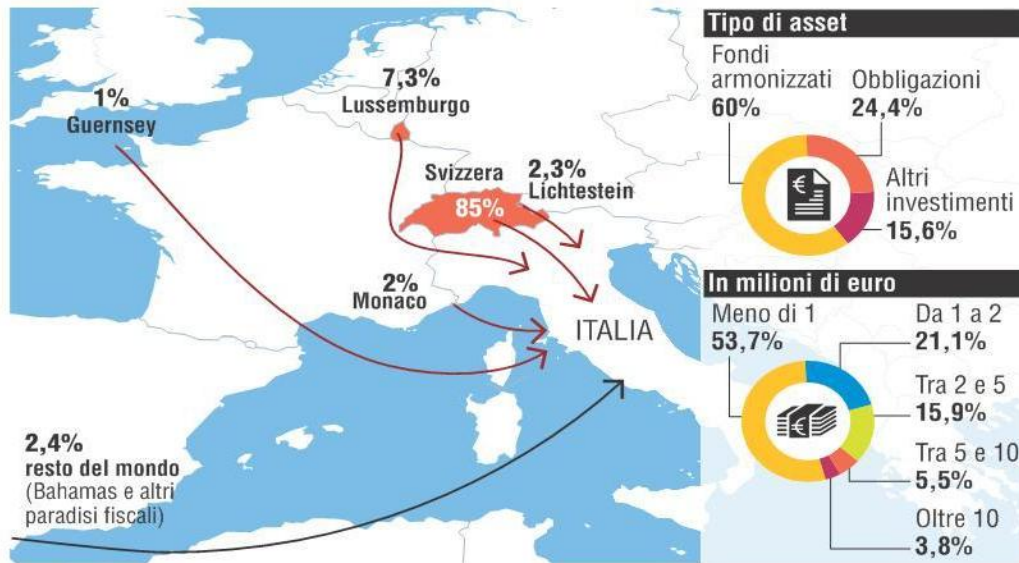 1%
Guernsey
7,3%
Lussemburgo
Svizzera
85%
2,3%
Lichtestein
2%
Monaco
ITALIA
2,4%
resto del mondo
(Bahamas e altri
paradisi fiscali)
Tipo di asset
Fondi
armonizzati
60%
Obbligazioni
24,4%
Altri
investimenti
15,6%
€
In milioni di euro
Meno di 1
53,7%
Da 1 a 2
21,1%
Tra 2 e 5
15,9%
Tra 5 e 10
5,5%
Oltre 10
3,8%
€